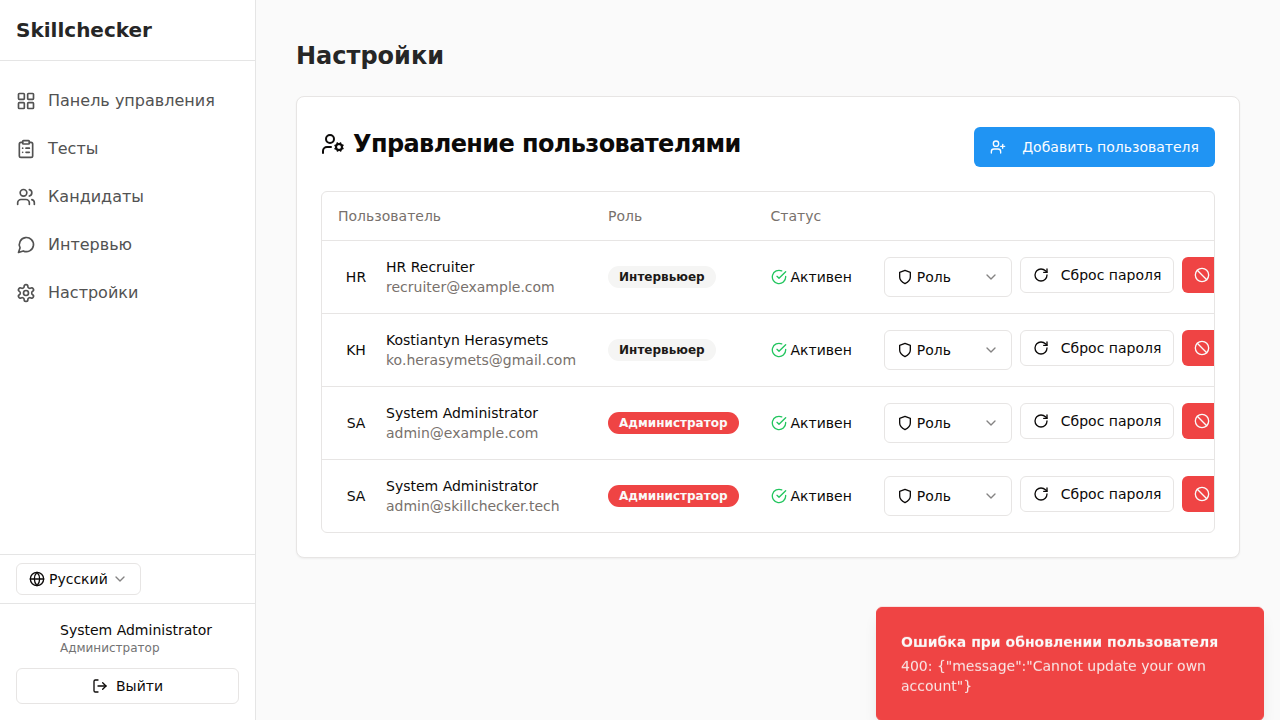 Skillchecker
Панель управления
Тесты
Кандидаты
Интервью
Настройки
Русский
System Administrator
Администратор
Выйти
Настройки
Управление пользователями
Добавить пользователя
Пользователь Роль Статус
HR HR Recruiter recruiter@example.com Интервьюер Активен Роль Сброс пароля
KH Kostiantyn Herasymets ko.herasymets@gmail.com Интервьюер Активен Роль Сброс пароля
SA System Administrator admin@example.com Администратор Активен Роль Сброс пароля
SA System Administrator admin@skillchecker.tech Администратор Активен Роль Сброс пароля
Ошибка при обновлении пользователя
400: {"message":"Cannot update your own
account"}